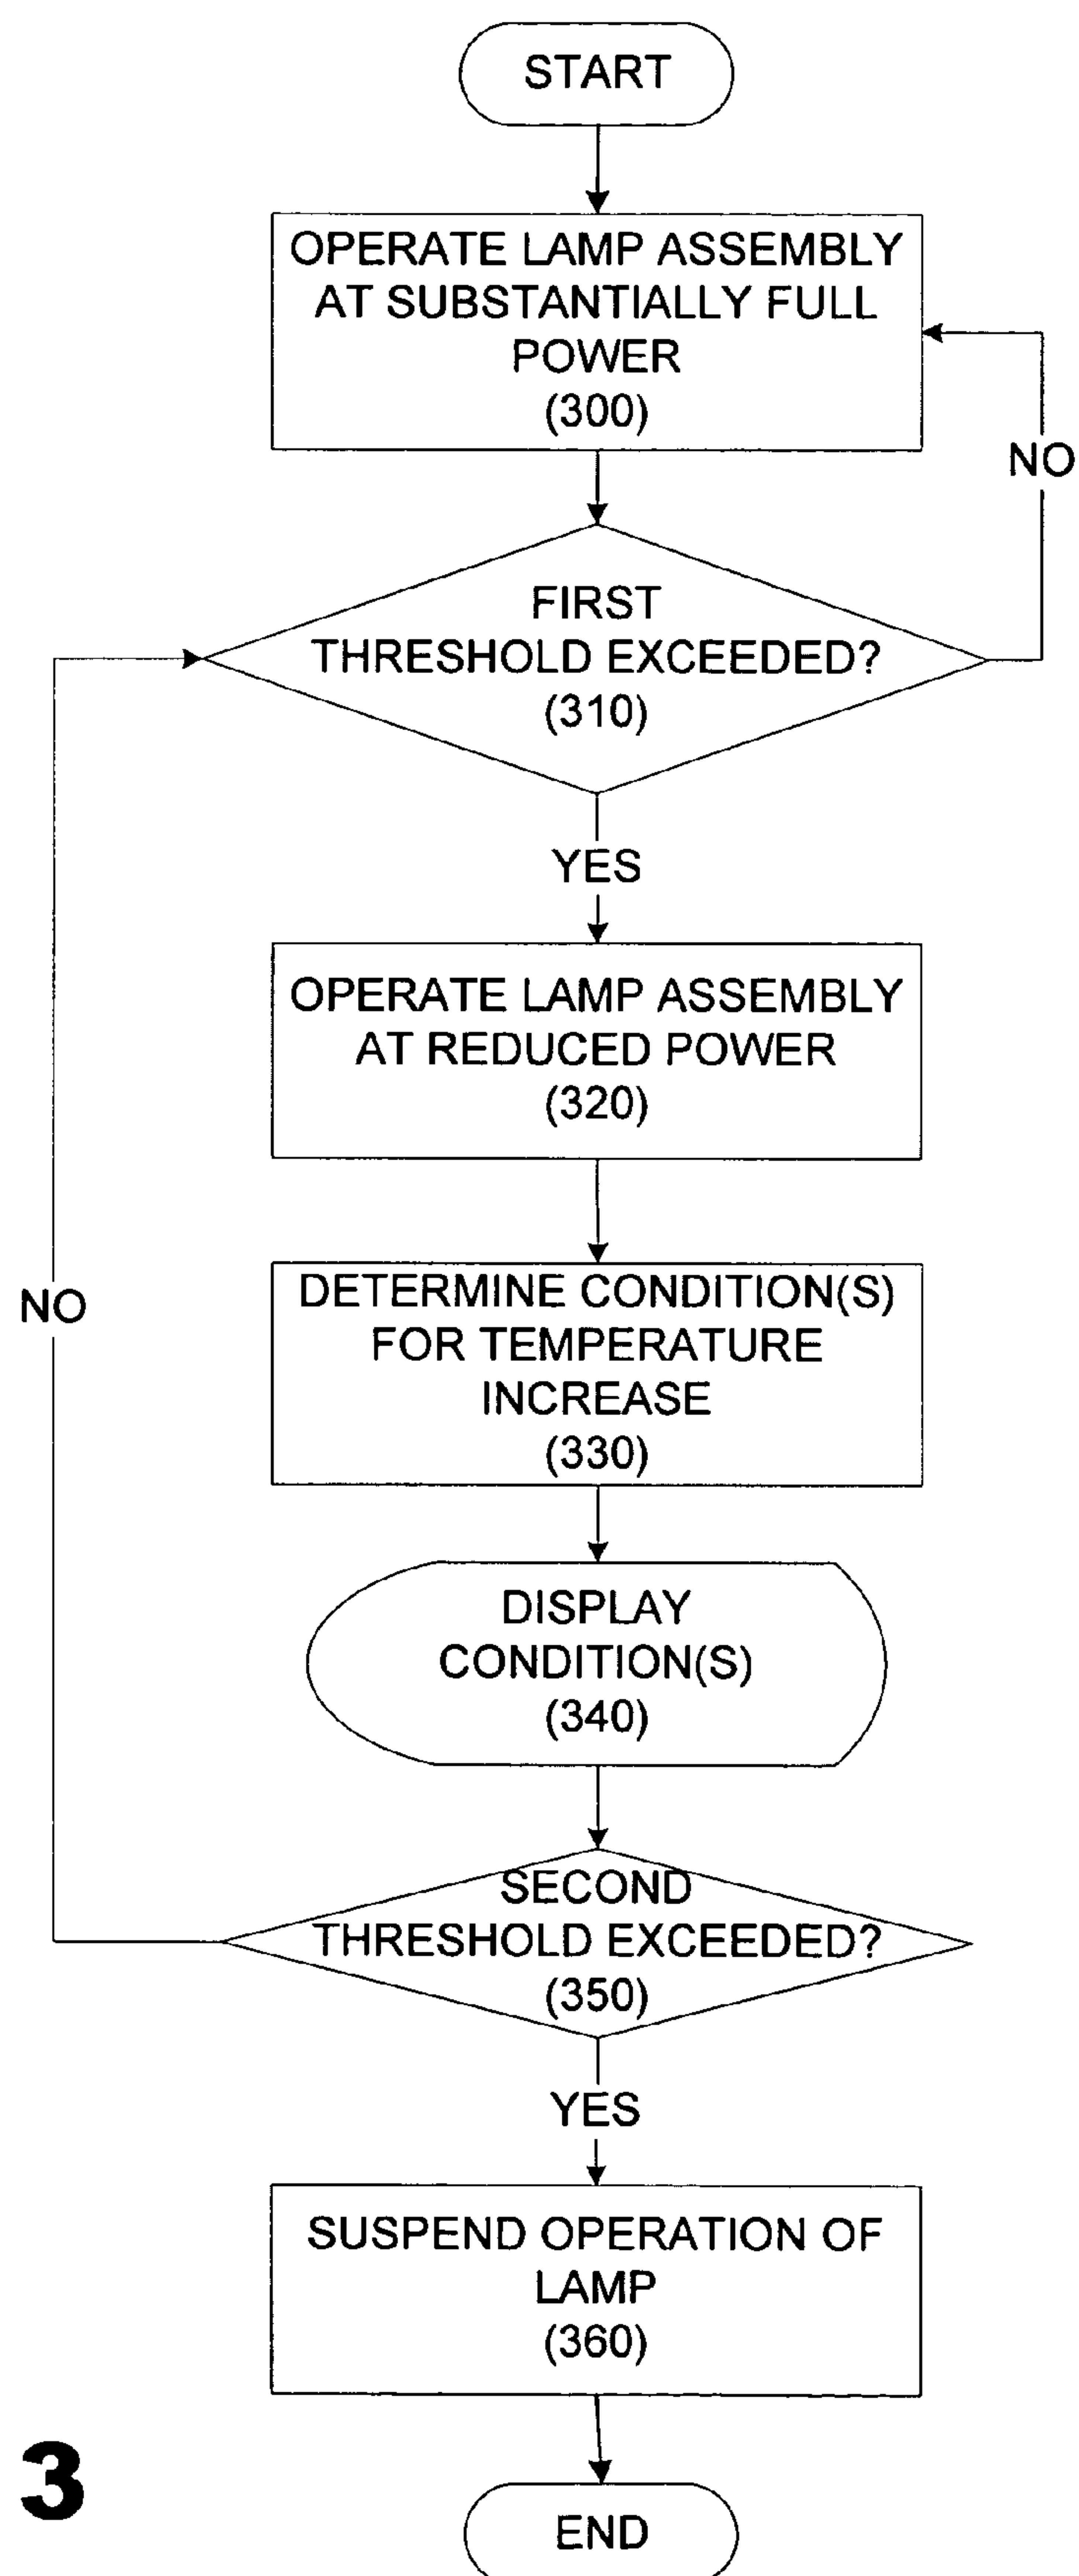 START
OPERATE LAMP ASSEMBLY
AT SUBSTANTIALLY FULL
POWER
(300)
NO
FIRST
THRESHOLD EXCEEDED?
(310)
YES
OPERATE LAMP ASSEMBLY
AT REDUCED POWER
(320)
DETERMINE CONDITION(S)
FOR TEMPERATURE
INCREASE
(330)
NO
DISPLAY
CONDITION(S)
(340)
SECOND
THRESHOLD EXCEEDED?
(350)
YES
SUSPEND OPERATION OF
LAMP
(360)
3
END